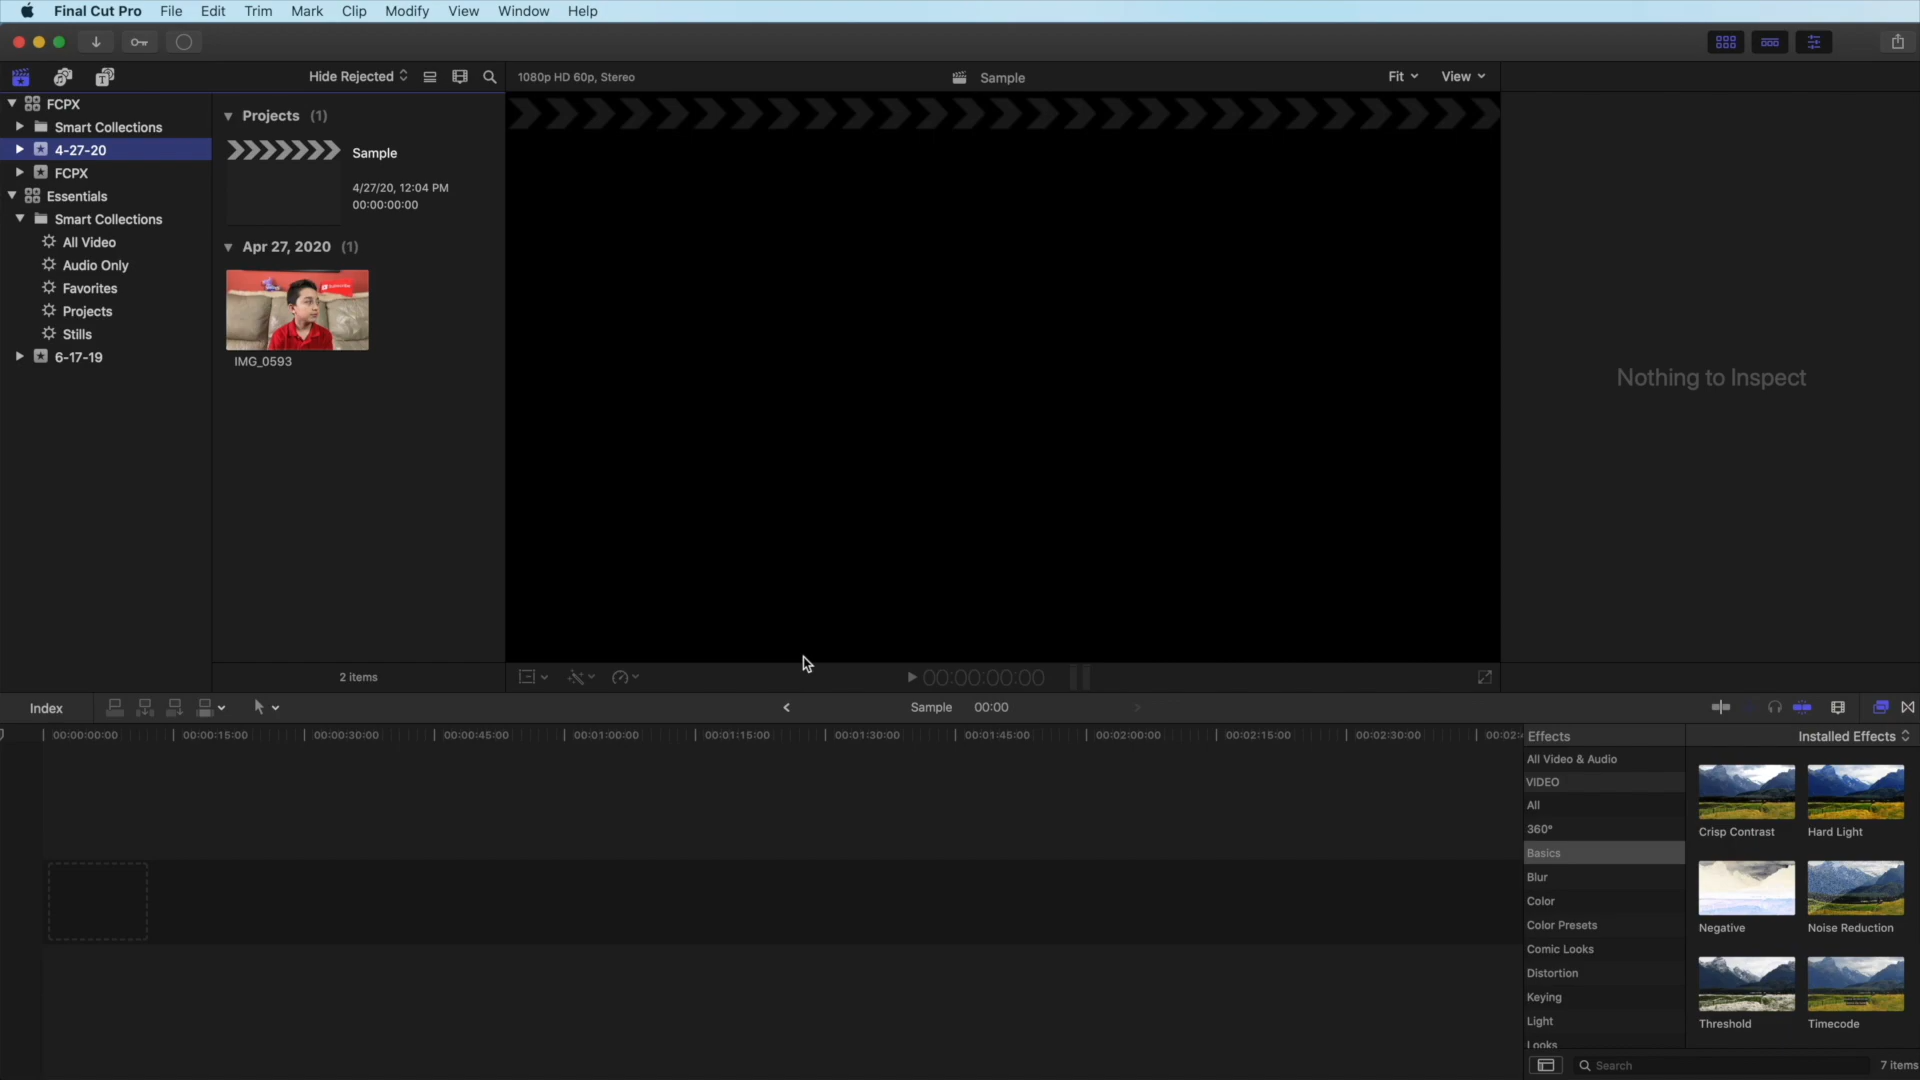 Final Cut Pro File Edit Trim Mark Clip Modify View Window Help
Hide Rejected
1080p HD 60p, Stereo
Sample
Fit
View
FCPX
Smart Collections
4-27-20
FCPX
Essentials
Smart Collections
All Video
Audio Only
Favorites
Projects
Stills
6-17-19
Projects (1)
Sample
4/27/20, 12:04 PM
00:00:00:00
Apr 27, 2020 (1)
Subscribe
IMG_0593
2 items
Nothing to Inspect
00:00:00:00
Index
Sample 00:00
00:00:00:00 00:00:15:00 00:00:30:00 00:00:45:00 00:01:00:00 00:01:15:00 00:01:30:00 00:01:45:00 00:02:00:00 00:02:15:00 00:02:30:00 00:02:4
Effects
Installed Effects
All Video & Audio
VIDEO
All
360°
Basics
Blur
Color
Color Presets
Comic Looks
Distortion
Keying
Light
Looks
Crisp Contrast
Hard Light
Negative
Noise Reduction
Threshold
Timecode
Search
7 items